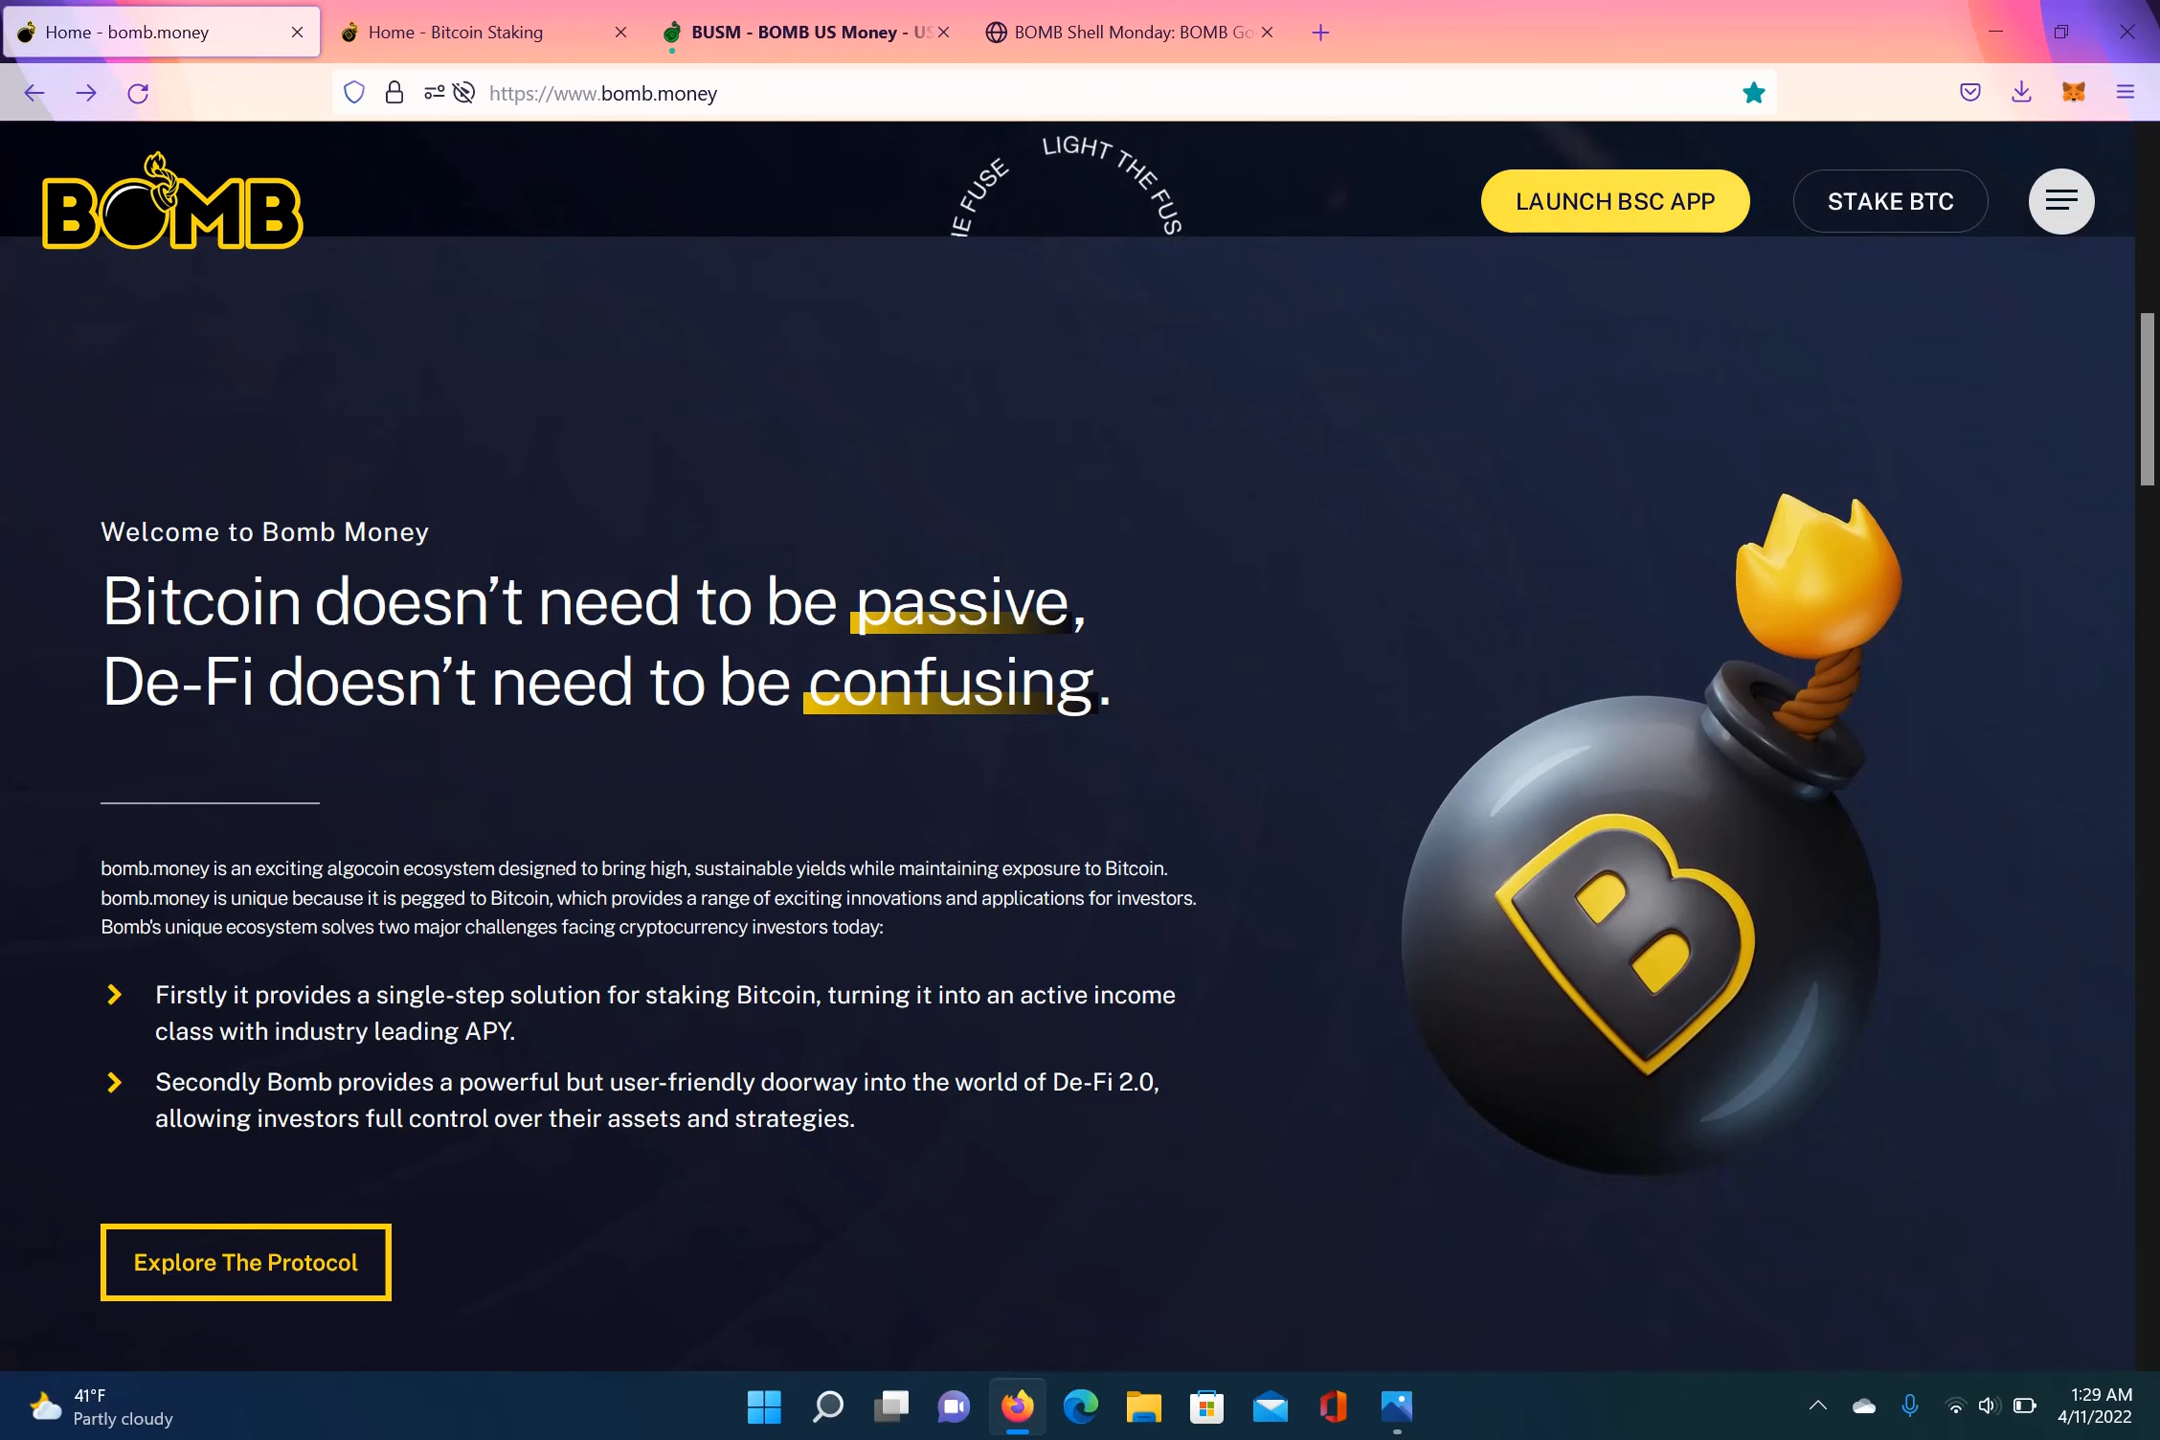 Home - bomb.money
Home - Bitcoin Staking
BUSM - BOMB US Money - US
BOMB Shell Monday: BOMB Go
https://www.bomb.money
BOMB
HE FUSE LIGHT THE FUS
LAUNCH BSC APP
STAKE BTC
Welcome to Bomb Money
Bitcoin doesn’t need to be passive,
De-Fi doesn’t need to be confusing.
bomb.money is an exciting algocoin ecosystem designed to bring high, sustainable yields while maintaining exposure to Bitcoin.
bomb.money is unique because it is pegged to Bitcoin, which provides a range of exciting innovations and applications for investors.
Bomb's unique ecosystem solves two major challenges facing cryptocurrency investors today:
Firstly it provides a single-step solution for staking Bitcoin, turning it into an active income
class with industry leading APY.
Secondly Bomb provides a powerful but user-friendly doorway into the world of De-Fi 2.0,
allowing investors full control over their assets and strategies.
B
Explore The Protocol
41°F
Partly cloudy
1:29 AM
4/11/2022